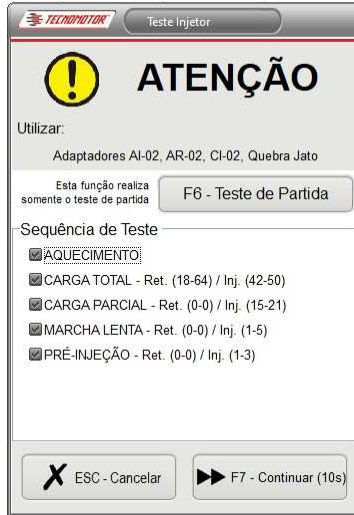 TECNOMOTOR
Teste Injetor
ATENÇÃO
Utilizar:
Adaptadores AI-02, AR-02, CI-02, Quebra Jato
Esta função realiza
somente o teste de partida
F6 - Teste de Partida
Sequência de Teste
AQUECIMENTO
CARGA TOTAL - Ret. (18-64) / Inj. (42-50)
CARGA PARCIAL - Ret. (0-0) / Inj. (15-21)
MARCHA LENTA - Ret. (0-0) / Inj. (1-5)
PRÉ-INJEÇÃO - Ret. (0-0) / Inj. (1-3)
ESC - Cancelar
F7 - Continuar (10s)